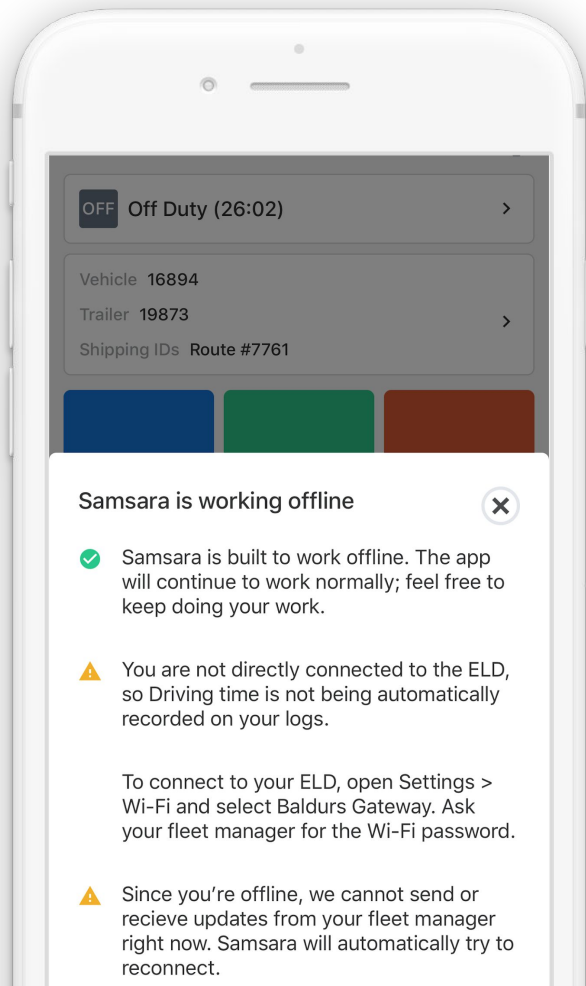 OFF Off Duty (26:02)
Vehicle 16894
Trailer 19873
Shipping IDs Route #7761
Samsara is working offline
Samsara is built to work offline. The app
will continue to work normally; feel free to
keep doing your work.
You are not directly connected to the ELD,
so Driving time is not being automatically
recorded on your logs.
To connect to your ELD, open Settings >
Wi-Fi and select Baldurs Gateway. Ask
your fleet manager for the Wi-Fi password.
Since you're offline, we cannot send or
recieve updates from your fleet manager
right now. Samsara will automatically try to
reconnect.